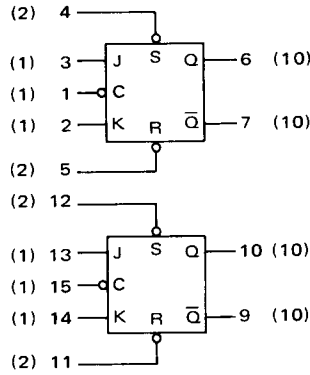 (2) 4
S
(1) 3 J Q 6 (10)
(1) 1 C
(1) 2 K R Q̅ 7 (10)
(2) 5
(2) 12
S
(1) 13 J Q 10 (10)
(1) 15 C
(1) 14 K R Q̅ 9 (10)
(2) 11